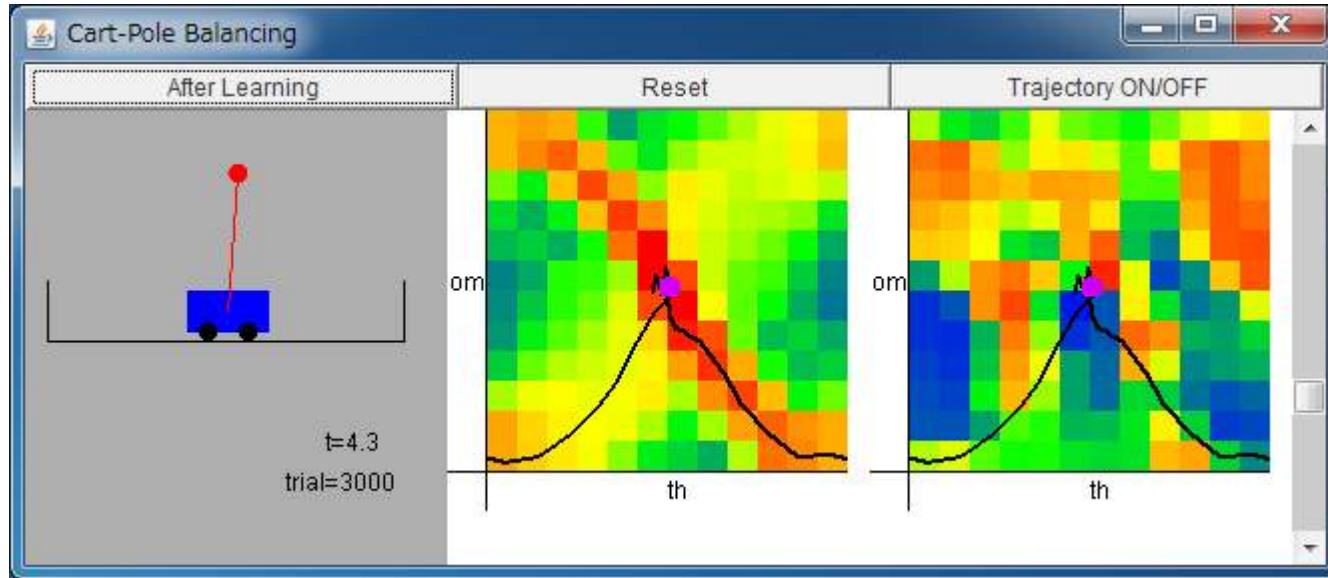 Cart-Pole Balancing
After Learning
Reset
Trajectory ON/OFF
om
om
t=4.3
trial=3000
th
th